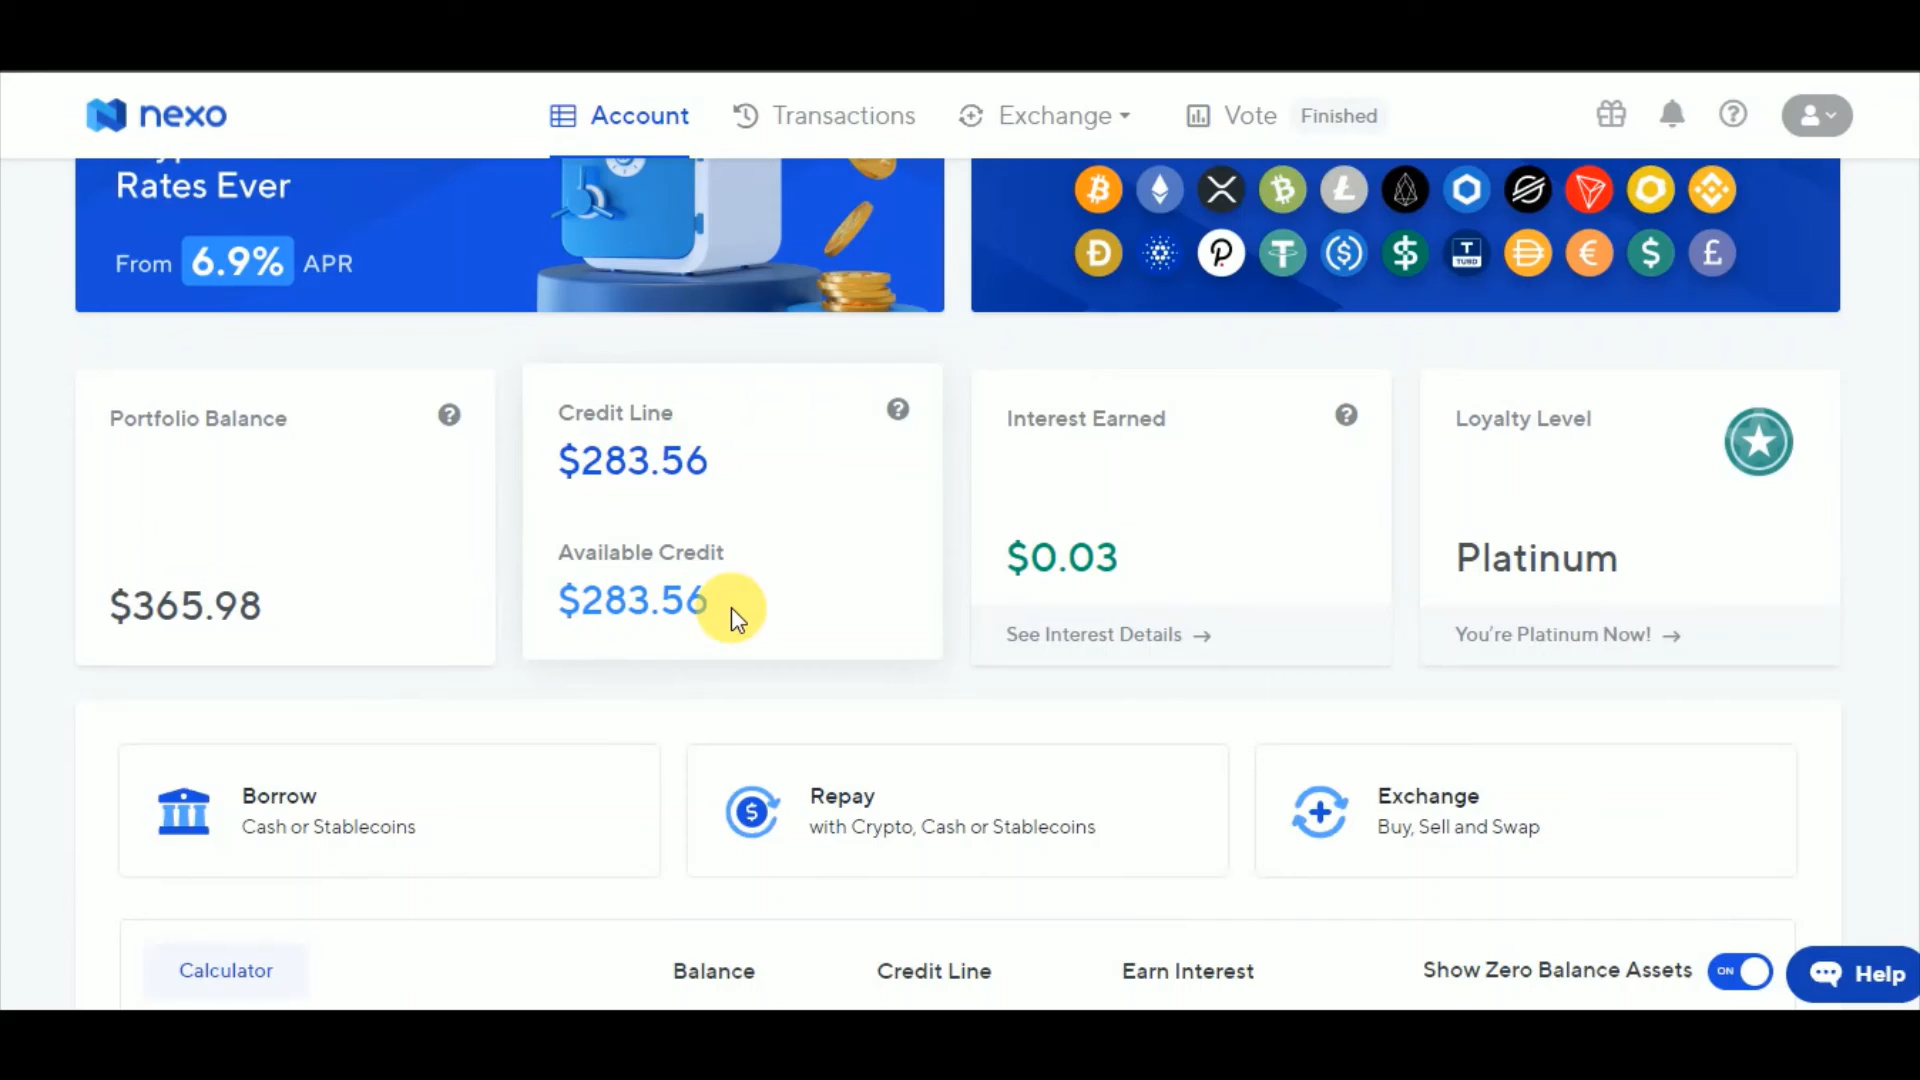 nexo
Account
Transactions
Exchange
Vote
Finished
Rates Ever
From 6.9% APR
TUSD
Portfolio Balance
$365.98
Credit Line
$283.56
Available Credit
$283.56
Interest Earned
$0.03
See Interest Details →
Loyalty Level
Platinum
You're Platinum Now! →
Borrow
Cash or Stablecoins
Repay
with Crypto, Cash or Stablecoins
Exchange
Buy, Sell and Swap
Calculator
Balance
Credit Line
Earn Interest
Show Zero Balance Assets
ON
Help